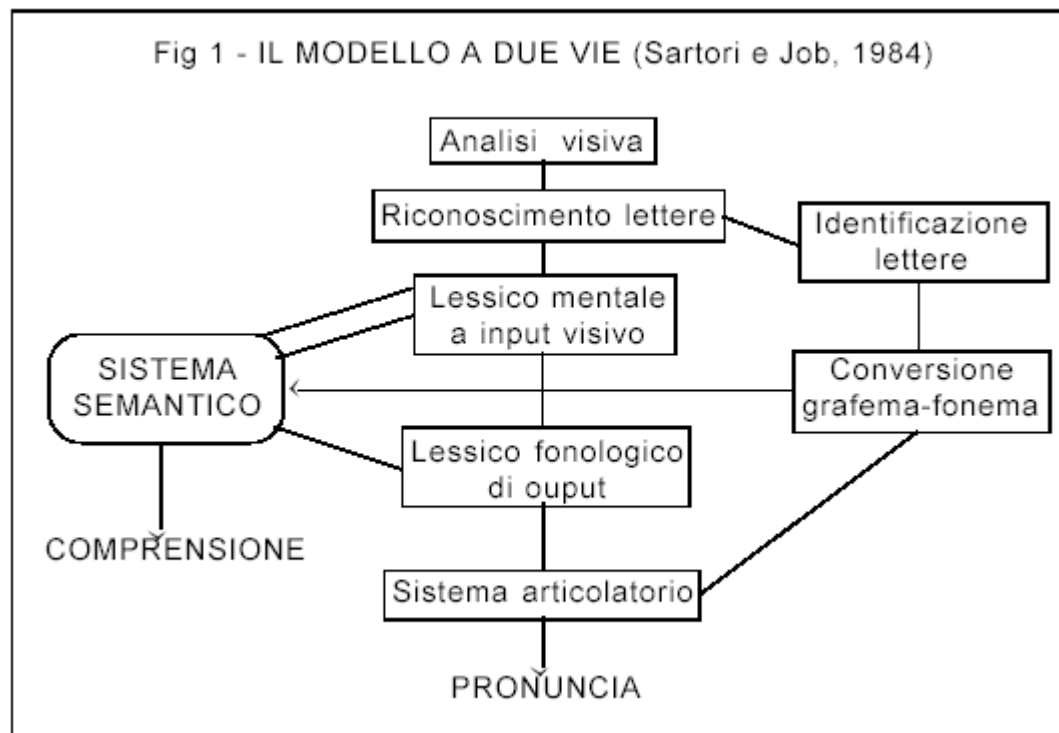 Fig 1 - IL MODELLO A DUE VIE (Sartori e Job, 1984)
Analisi visiva
Riconoscimento lettere
Identificazione
lettere
Lessico mentale
a input visivo
SISTEMA
SEMANTICO
Conversione
grafema-fonema
Lessico fonologico
di ouput
COMPRENSIONE
Sistema articolatorio
PRONUNCIA